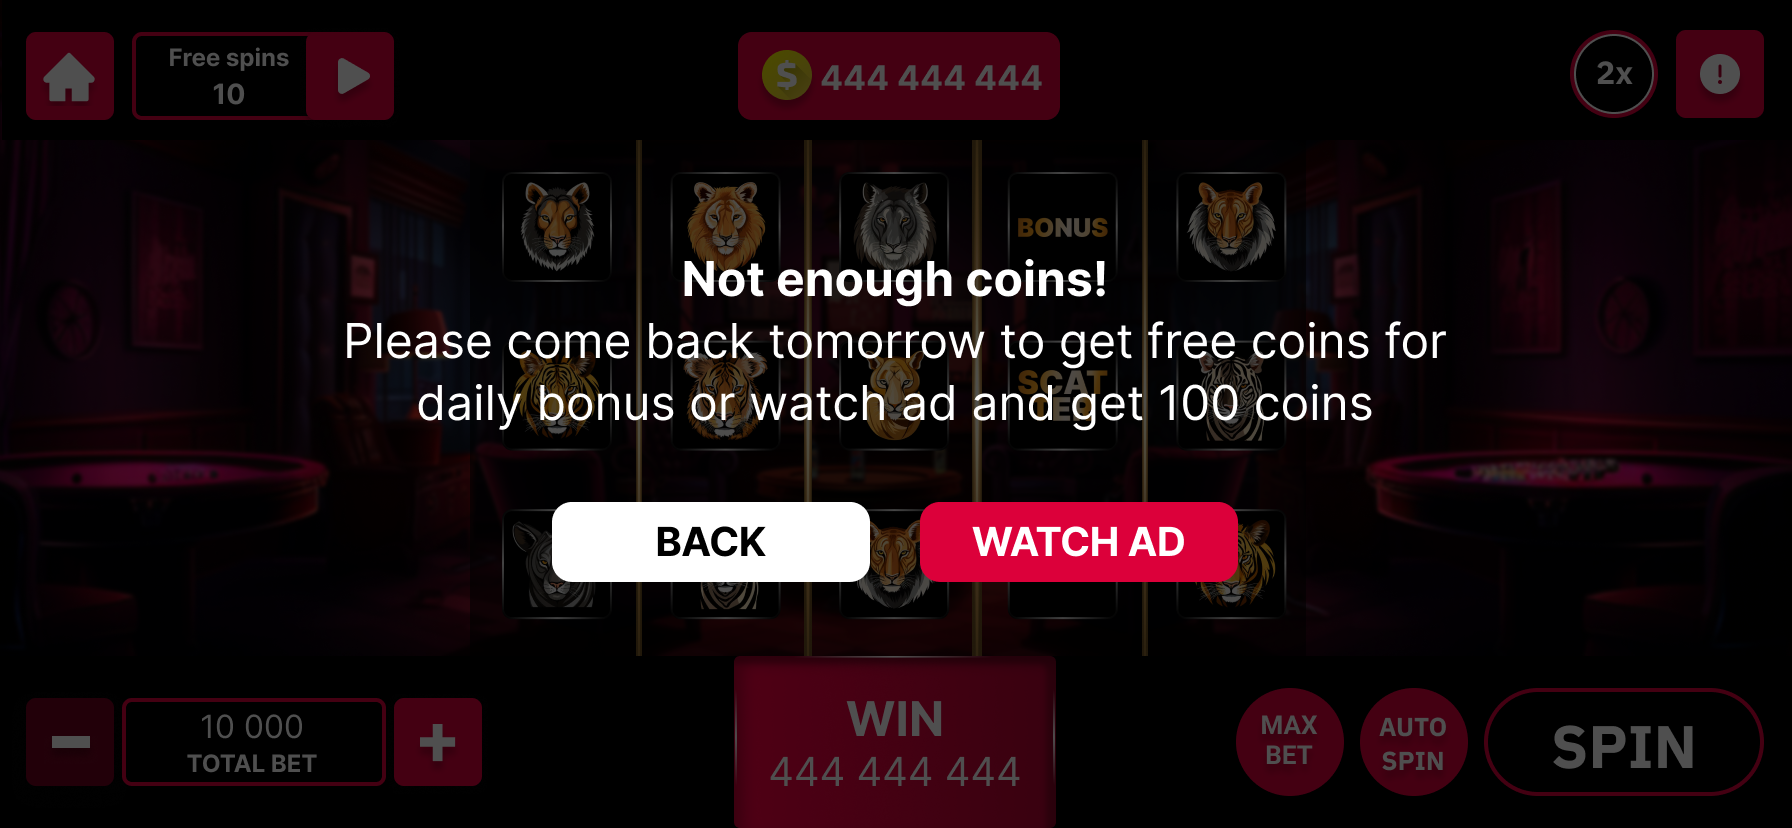 Free spins
10
$ 444 444 444
2x
!
BONUS
Not enough coins!
Please come back tomorrow to get free coins for
daily bonus or watch ad and get 100 coins
SCAT
TER
BACK
WATCH AD
10 000
TOTAL BET
WIN
444 444 444
MAX
BET
AUTO
SPIN
SPIN